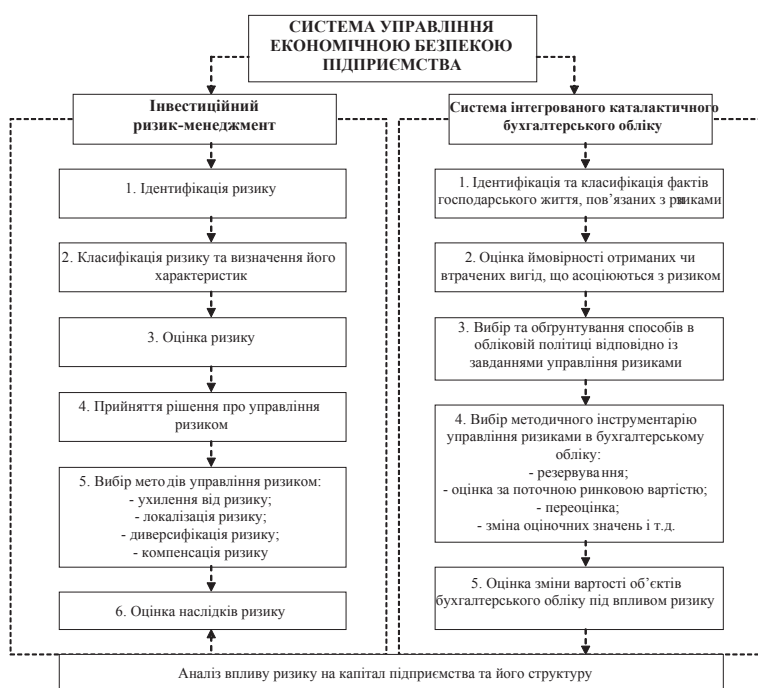 СИСТЕМА УПРАВЛІННЯ
ЕКОНОМІЧНОЮ БЕЗПЕКОЮ
ПІДПРИЄМСТВА
Інвестиційний
ризик-менеджмент
1. Ідентифікація ризику
2. Класифікація ризику та визначення його
характеристик
3. Оцінка ризику
4. Прийняття рішення про управління
ризиком
5. Вибір методів управління ризиком:
- ухилення від ризику;
- локалізація ризику;
- диверсифікація ризику;
- компенсація ризику
6. Оцінка наслідків ризику
Система інтегрованого каталактичного
бухгалтерського обліку
1. Ідентифікація та класифікація фактів
господарського життя, пов’язаних з ризиками
2. Оцінка ймовірності отриманих чи
втрачених вигід, що асоціюються з ризиком
3. Вибір та обґрунтування способів в
обліковій політиці відповідно із
завданнями управління ризиками
4. Вибір методичного інструментарію
управління ризиками в бухгалтерському
обліку:
- резервування;
- оцінка за поточною ринковою вартістю;
- переоцінка;
- зміна оціночних значень і т.д.
5. Оцінка зміни вартості об’єктів
бухгалтерського обліку під впливом ризику
Аналіз впливу ризику на капітал підприємства та його структуру